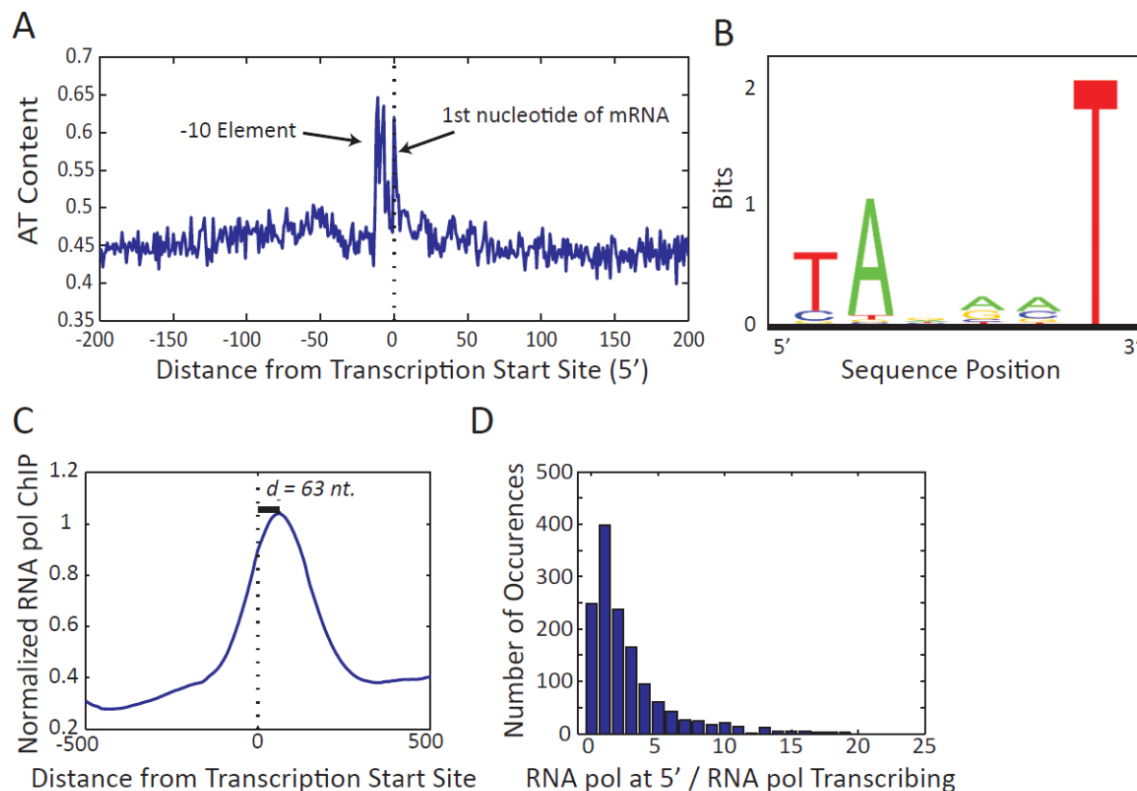 A
0.7
0.65
0.6
0.55
0.5
0.45
0.4
0.35
AT Content
-10 Element
1st nucleotide of mRNA
-200 -150 -100 -50 0 50 100 150 200
Distance from Transcription Start Site (5')
B
2
1
0
Bits
T A A A T
C G C
5' 3'
Sequence Position
C
1.2
1
0.8
0.6
0.4
0.2
Normalized RNA pol ChIP
d = 63 nt.
-500 0 500
Distance from Transcription Start Site
D
500
400
300
200
100
0
Number of Occurences
0 5 10 15 20 25
RNA pol at 5' / RNA pol Transcribing